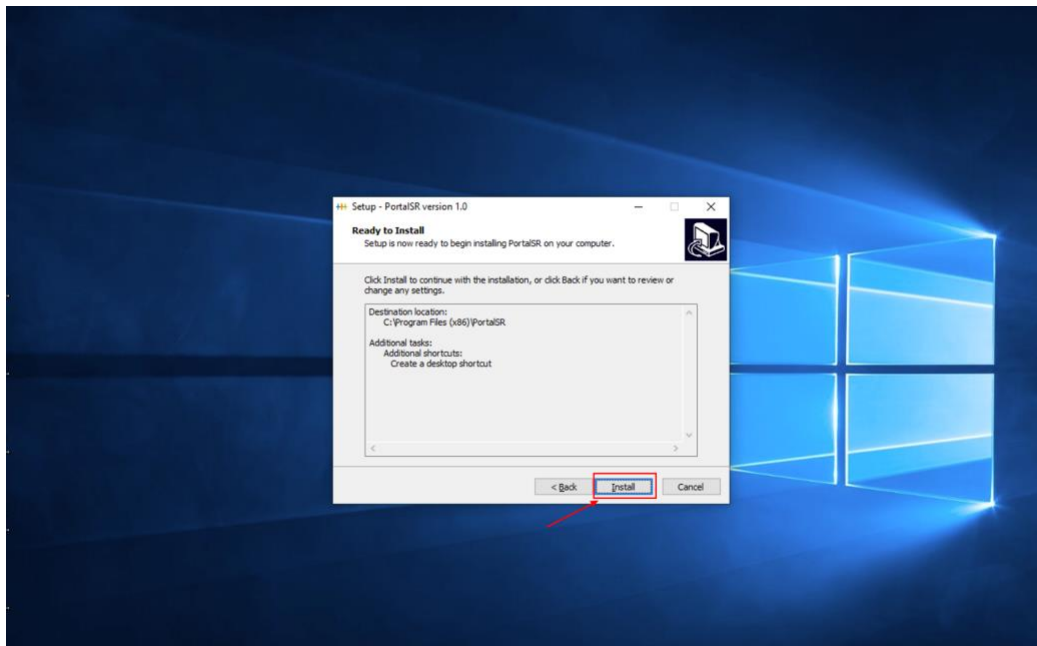 Setup - PortalSR version 1.0
Ready to Install
Setup is now ready to begin installing PortalSR on your computer.
Click Install to continue with the installation, or click Back if you want to review or
change any settings.
Destination location:
C:\Program Files (x86)\PortalSR
Additional tasks:
Additional shortcuts:
Create a desktop shortcut
< Back
Install
Cancel